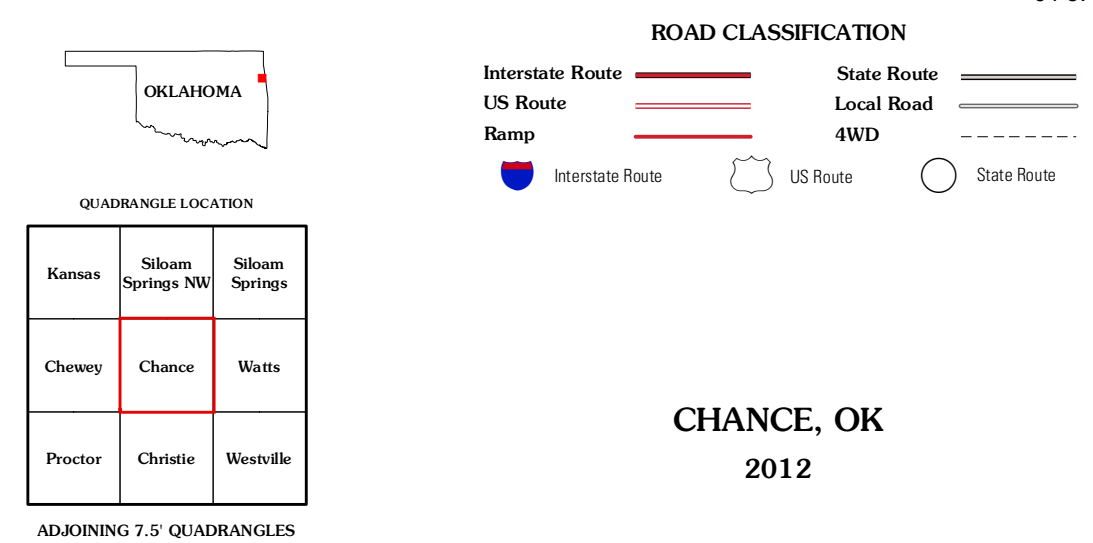 ROAD CLASSIFICATION
Interstate Route
State Route
US Route
Local Road
Ramp
4WD
Interstate Route
US Route
State Route
OKLAHOMA
QUADRANGLE LOCATION
Kansas
Siloam
Springs NW
Siloam
Springs
Chewey
Chance
Watts
Proctor
Christie
Westville
ADJOINING 7.5' QUADRANGLES
CHANCE, OK
2012